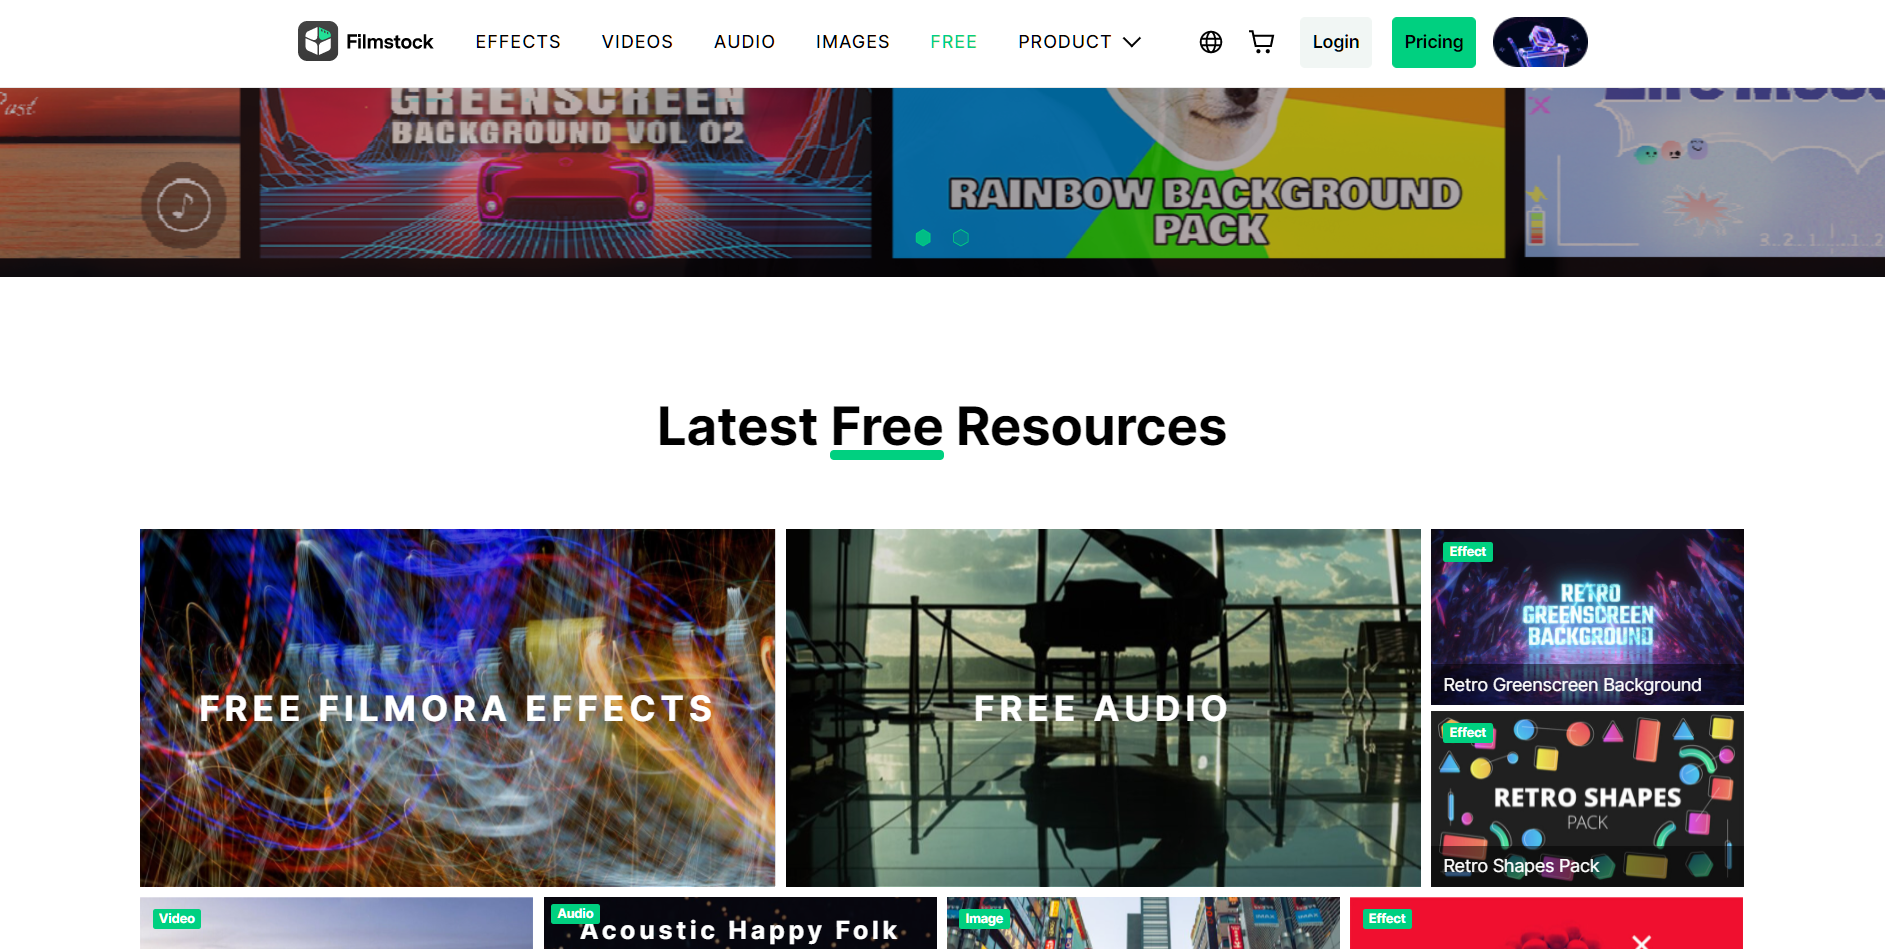 Filmstock
EFFECTS
VIDEOS
AUDIO
IMAGES
FREE
PRODUCT
Login
Pricing
Past
GREENSCREEN
BACKGROUND VOL 02
RAINBOW BACKGROUND
PACK
Latest Free Resources
FREE FILMORA EFFECTS
FREE AUDIO
Effect
RETRO
GREENSCREEN
BACKGROUND
Retro Greenscreen Background
Effect
RETRO SHAPES
PACK
Retro Shapes Pack
Video
Audio
Acoustic Happy Folk
Image
Effect